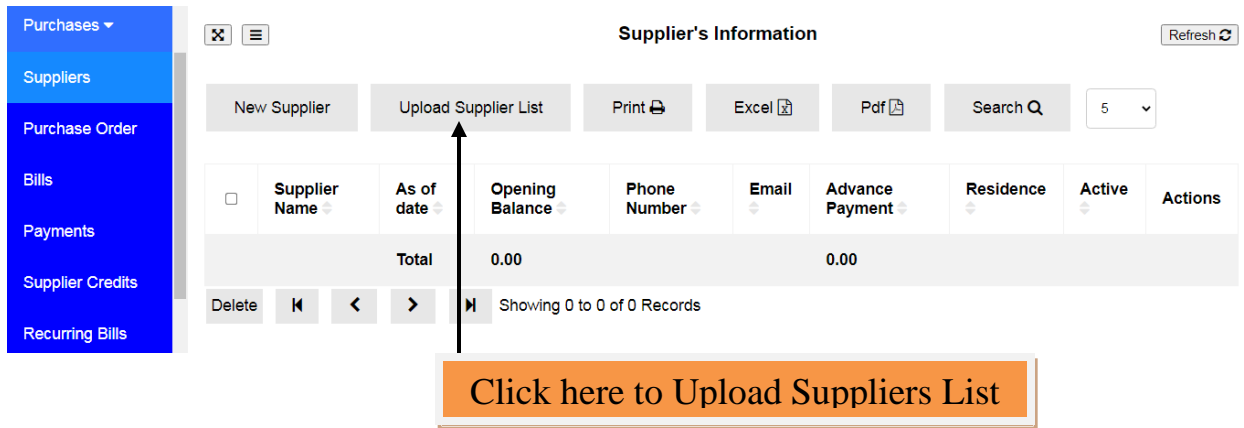 Purchases
Suppliers
Purchase Order
Bills
Payments
Supplier Credits
Recurring Bills
Supplier's Information
Refresh
New Supplier
Upload Supplier List
Print
Excel
Pdf
Search
5
Supplier Name
As of date
Opening Balance
Phone Number
Email
Advance Payment
Residence
Active
Actions
Total 0.00 0.00
Delete
Showing 0 to 0 of 0 Records
Click here to Upload Suppliers List